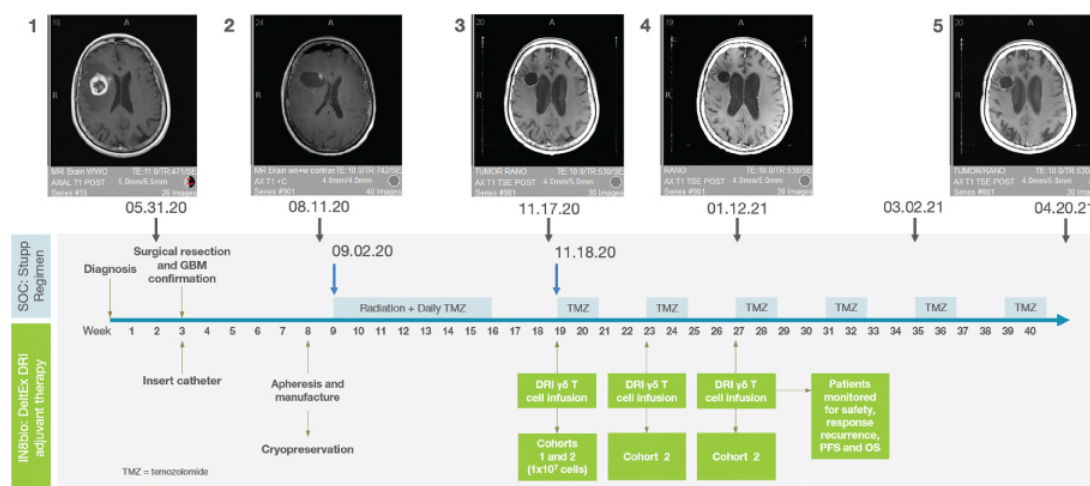 1
2
3
4
5
16
A
R
MRI Brain WWO TE:11.0/TR:471/SE
AXIAL T1 POST 5.0mm/6.5mm
Series #15 26 Images
24
A
R
MR Brain wo+w contras TE:10.0/TR:742/SE
AX T1 +C 4.0mm/4.0mm
Series #901 40 Images
20
A
R
TUMOR RANO TE:10.0/TR:530/SE
AX T1 TSE POST 4.0mm/5.0mm
Series #901 30 Images
19
A
R
RANO TE:10.0/TR:530/SE
AX T1 TSE POST 4.0mm/5.0mm
Series #901 30 Images
20
A
R
TUMOR/RANO TE:10.0/TR:530/SE
AX T1 TSE POST 4.0mm/5.0mm
Series #901 30 Images
05.31.20
08.11.20
11.17.20
01.12.21
03.02.21
04.20.21
SOC: Stupp
Regimen
Diagnosis
Surgical resection
and GBM
confirmation
09.02.20
11.18.20
Radiation + Daily TMZ
TMZ
TMZ
TMZ
TMZ
TMZ
TMZ
Week 1 2 3 4 5 6 7 8 9 10 11 12 13 14 15 16 17 18 19 20 21 22 23 24 25 26 27 28 29 30 31 32 33 34 35 36 37 38 39 40
IN8bio: DeltEx DRI
adjuvant therapy
Insert catheter
Apheresis and
manufacture
Cryopreservation
DRI γδ T
cell infusion
DRI γδ T
cell infusion
DRI γδ T
cell infusion
Patients
monitored
for safety,
response
recurrence,
PFS and OS
Cohorts
1 and 2
(1x10⁷ cells)
Cohort 2
Cohort 2
TMZ = temozolomide